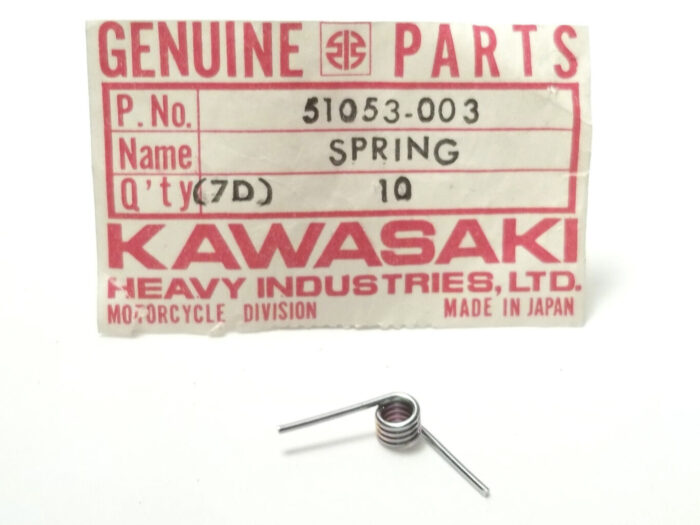 GENUINE PARTS
P. No. 51053-003
Name SPRING
Q'ty (7D) 10
KAWASAKI
HEAVY INDUSTRIES, LTD.
MOTORCYCLE DIVISION MADE IN JAPAN